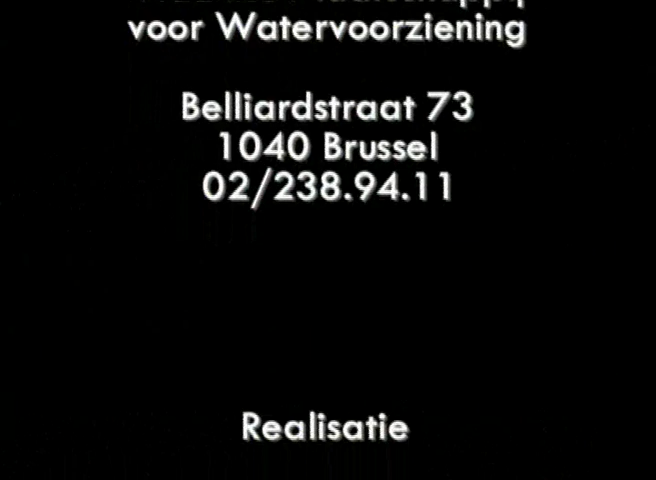 voor Watervoorziening
Belliardstraat 73
1040 Brussel
02/238.94.11
Realisatie